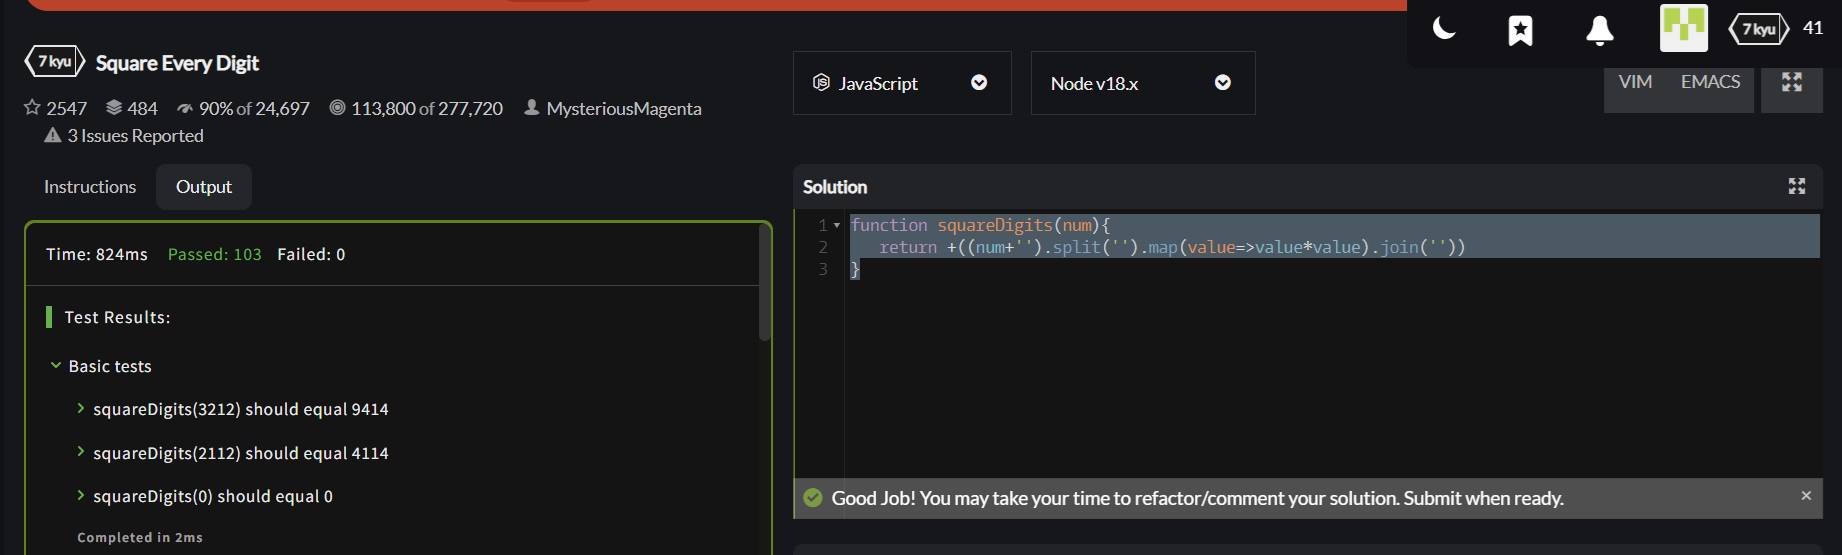 7 kyu 41
7 kyu Square Every Digit
2547 484 90% of 24,697 113,800 of 277,720 MysteriousMagenta
3 Issues Reported
JavaScript Node v18.x VIM EMACS
Instructions Output
Time: 824ms Passed: 103 Failed: 0
Test Results:
Basic tests
squareDigits(3212) should equal 9414
squareDigits(2112) should equal 4114
squareDigits(0) should equal 0
Completed in 2ms
Solution
1 function squareDigits(num){
2 return +((num+'').split('').map(value=>value*value).join(''))
3 }
Good Job! You may take your time to refactor/comment your solution. Submit when ready. ×